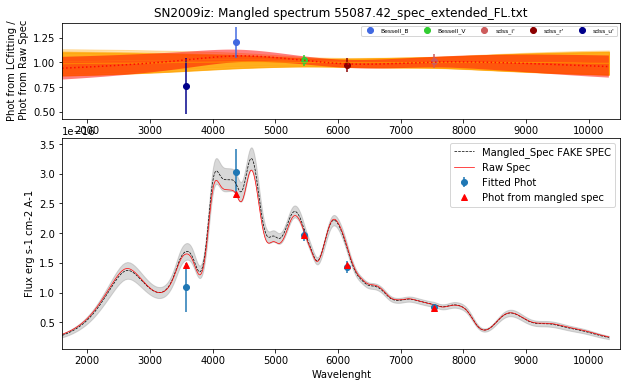 SN2009iz: Mangled spectrum 55087.42_spec_extended_FL.txt
Phot from LCfitting /
Phot from Raw Spec
1.25
1.00
0.75
0.50
Bessell_B
Bessell_V
sdss_i'
sdss_r'
sdss_u'
2000 3000 4000 5000 6000 7000 8000 9000 10000
1e−16
Flux erg s-1 cm-2 A-1
3.5
3.0
2.5
2.0
1.5
1.0
0.5
Mangled_Spec FAKE SPEC
Raw Spec
Fitted Phot
Phot from mangled spec
2000 3000 4000 5000 6000 7000 8000 9000 10000
Wavelenght